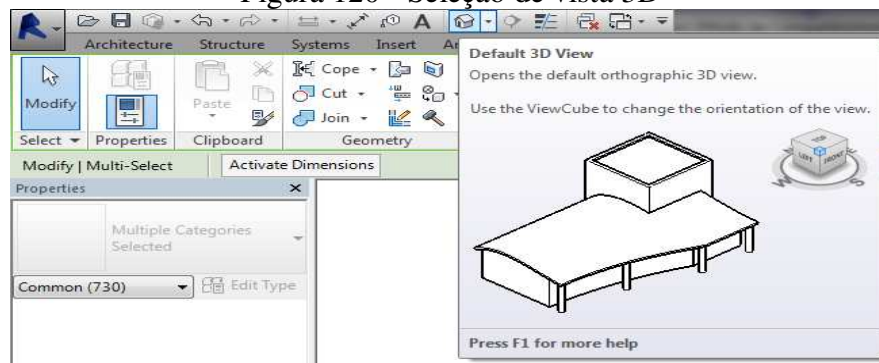 Figura 120 - Seleção de vista 3D
Architecture Structure Systems Insert A
Default 3D View
Opens the default orthographic 3D view.
Use the ViewCube to change the orientation of the view.
Modify
Paste
Cope
Cut
Join
Select Properties Clipboard Geometry
Modify | Multi-Select Activate Dimensions
Properties
Multiple Categories
Selected
Common (730) Edit Type
TOP
LEFT FRONT
W S
Press F1 for more help